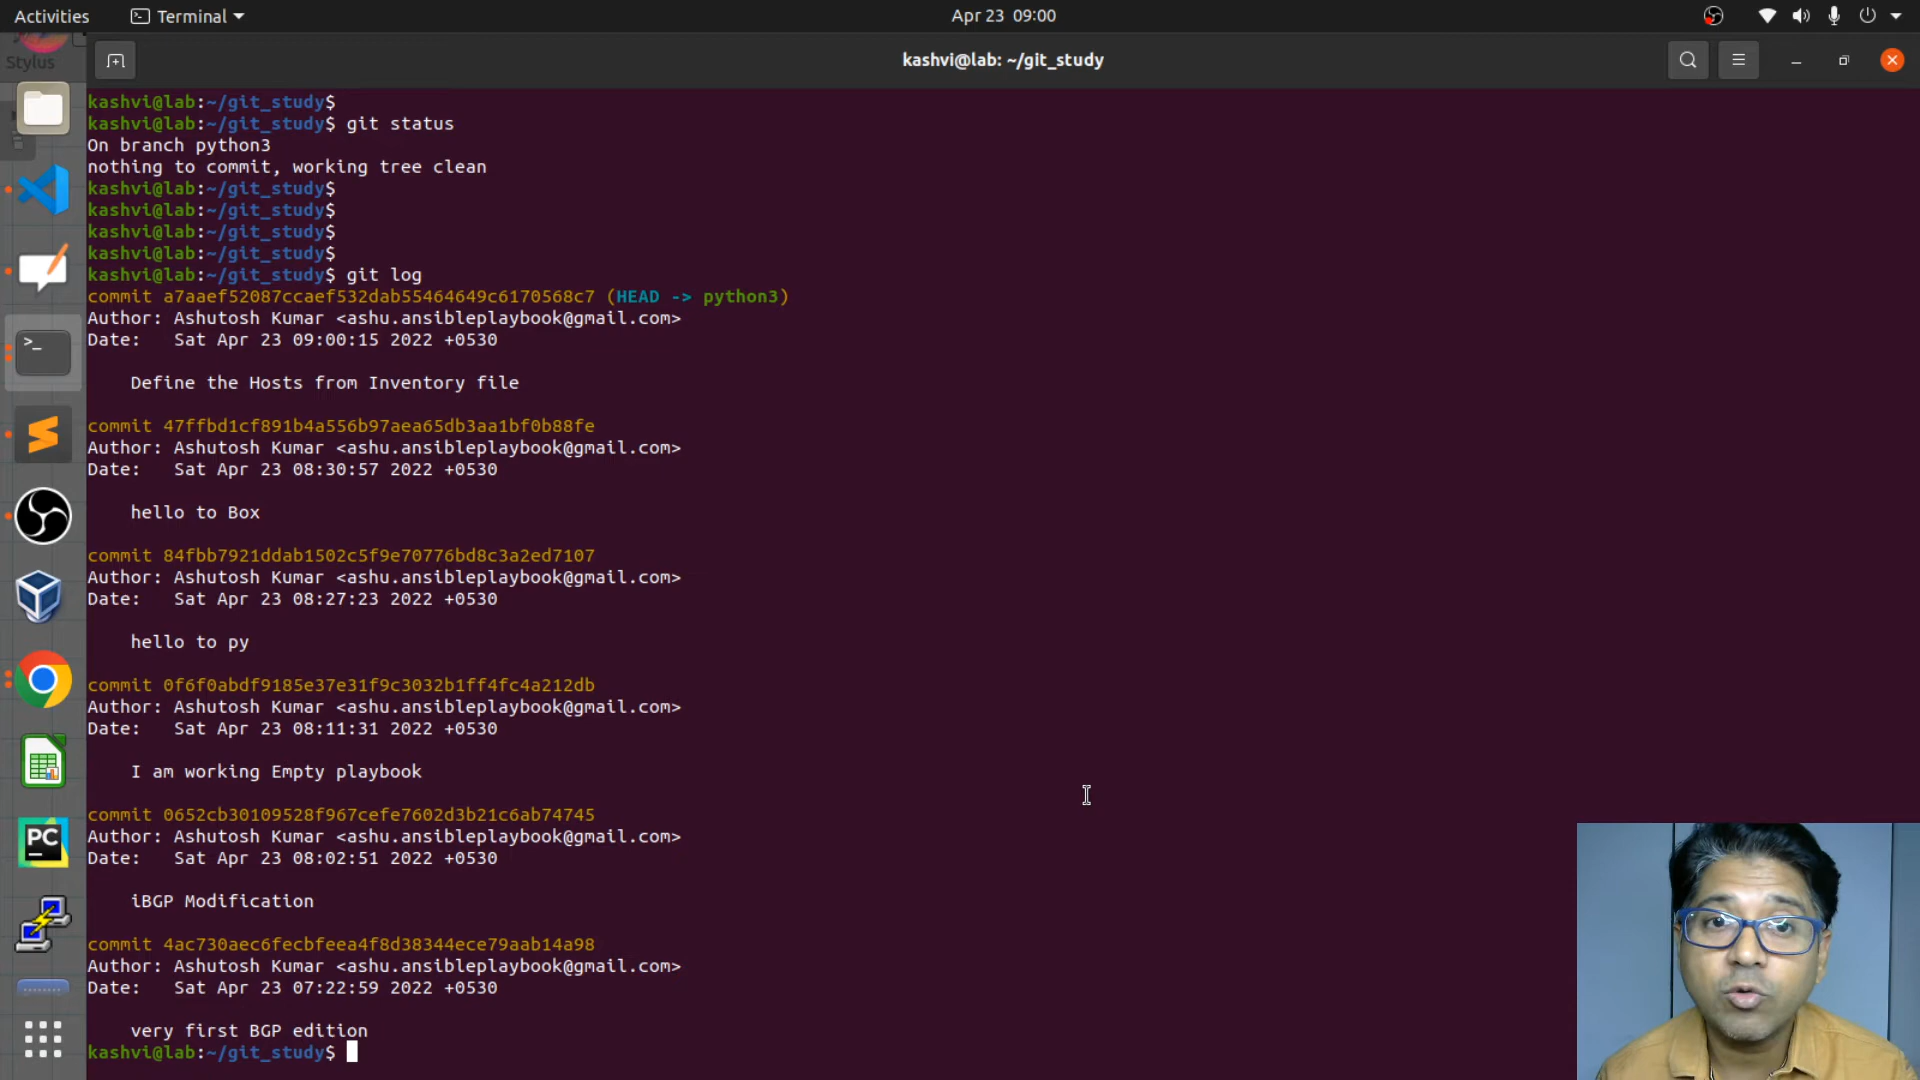 Activities
Terminal
Apr 23 09:00
Stylus
kashvi@lab: ~/git_study
kashvi@lab:~/git_study$
kashvi@lab:~/git_study$ git status
On branch python3
nothing to commit, working tree clean
kashvi@lab:~/git_study$
kashvi@lab:~/git_study$
kashvi@lab:~/git_study$
kashvi@lab:~/git_study$
kashvi@lab:~/git_study$ git log
commit a7aaef52087ccaef532dab55464649c6170568c7 (HEAD -> python3)
Author: Ashutosh Kumar <ashu.ansibleplaybook@gmail.com>
Date:   Sat Apr 23 09:00:15 2022 +0530
Define the Hosts from Inventory file
commit 47ffbd1cf891b4a556b97aea65db3aa1bf0b88fe
Author: Ashutosh Kumar <ashu.ansibleplaybook@gmail.com>
Date:   Sat Apr 23 08:30:57 2022 +0530
hello to Box
commit 84fbb7921ddab1502c5f9e70776bd8c3a2ed7107
Author: Ashutosh Kumar <ashu.ansibleplaybook@gmail.com>
Date:   Sat Apr 23 08:27:23 2022 +0530
hello to py
commit 0f6f0abdf9185e37e31f9c3032b1ff4fc4a212db
Author: Ashutosh Kumar <ashu.ansibleplaybook@gmail.com>
Date:   Sat Apr 23 08:11:31 2022 +0530
I am working Empty playbook
commit 0652cb30109528f967cefe7602d3b21c6ab74745
Author: Ashutosh Kumar <ashu.ansibleplaybook@gmail.com>
Date:   Sat Apr 23 08:02:51 2022 +0530
iBGP Modification
commit 4ac730aec6fecbfeea4f8d38344ece79aab14a98
Author: Ashutosh Kumar <ashu.ansibleplaybook@gmail.com>
Date:   Sat Apr 23 07:22:59 2022 +0530
very first BGP edition
kashvi@lab:~/git_study$
PC